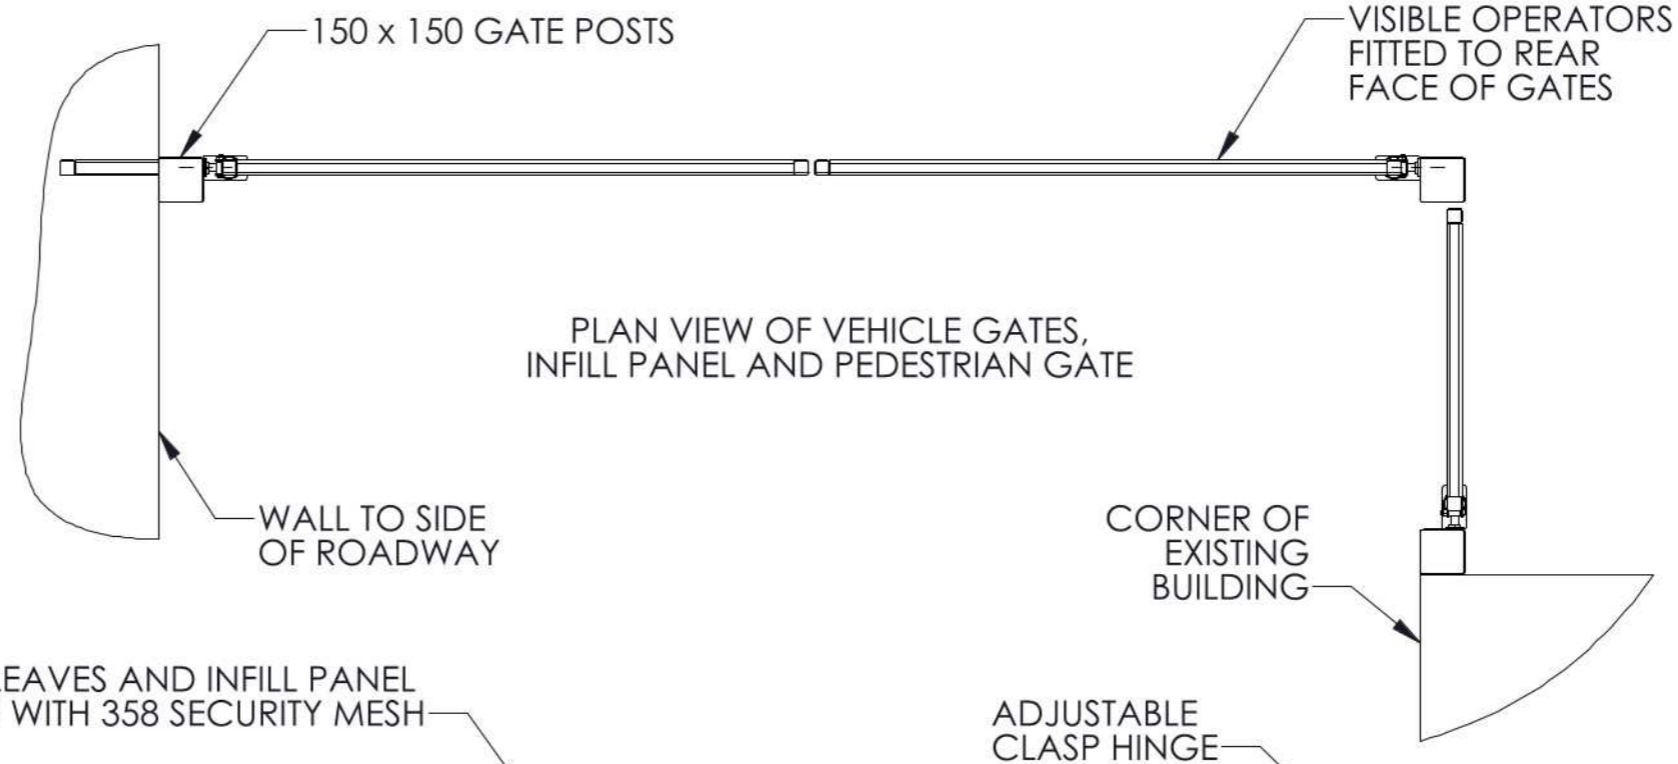 150 x 150 GATE POSTS
VISIBLE OPERATORS
FITTED TO REAR
FACE OF GATES
PLAN VIEW OF VEHICLE GATES,
INFILL PANEL AND PEDESTRIAN GATE
WALL TO SIDE
OF ROADWAY
CORNER OF
EXISTING
BUILDING
LEAVES AND INFILL PANEL
WITH 358 SECURITY MESH
ADJUSTABLE
CLASP HINGE